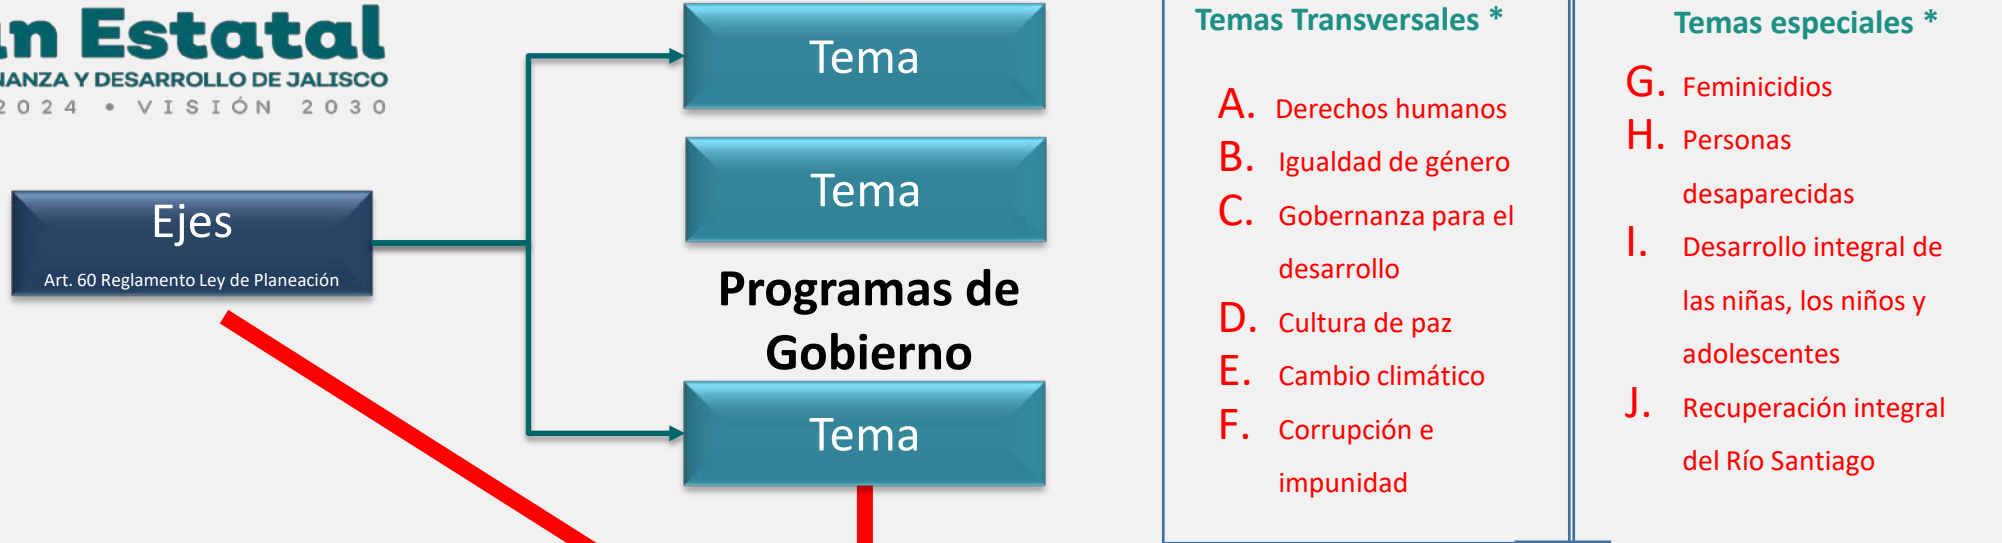 Estatal
Y DESARROLLO DE JALISCO
2024 • VISIÓN 2030
Ejes
Art. 60 Reglamento Ley de Planeación
Tema
Tema
Programas de
Gobierno
Tema
Temas Transversales *
A. Derechos humanos
B. Igualdad de género
C. Gobernanza para el
desarrollo
D. Cultura de paz
E. Cambio climático
F. Corrupción e
impunidad
Temas especiales *
G. Feminicidios
H. Personas
desaparecidas
I. Desarrollo integral de
las niñas, los niños y
adolescentes
J. Recuperación integral
del Río Santiago